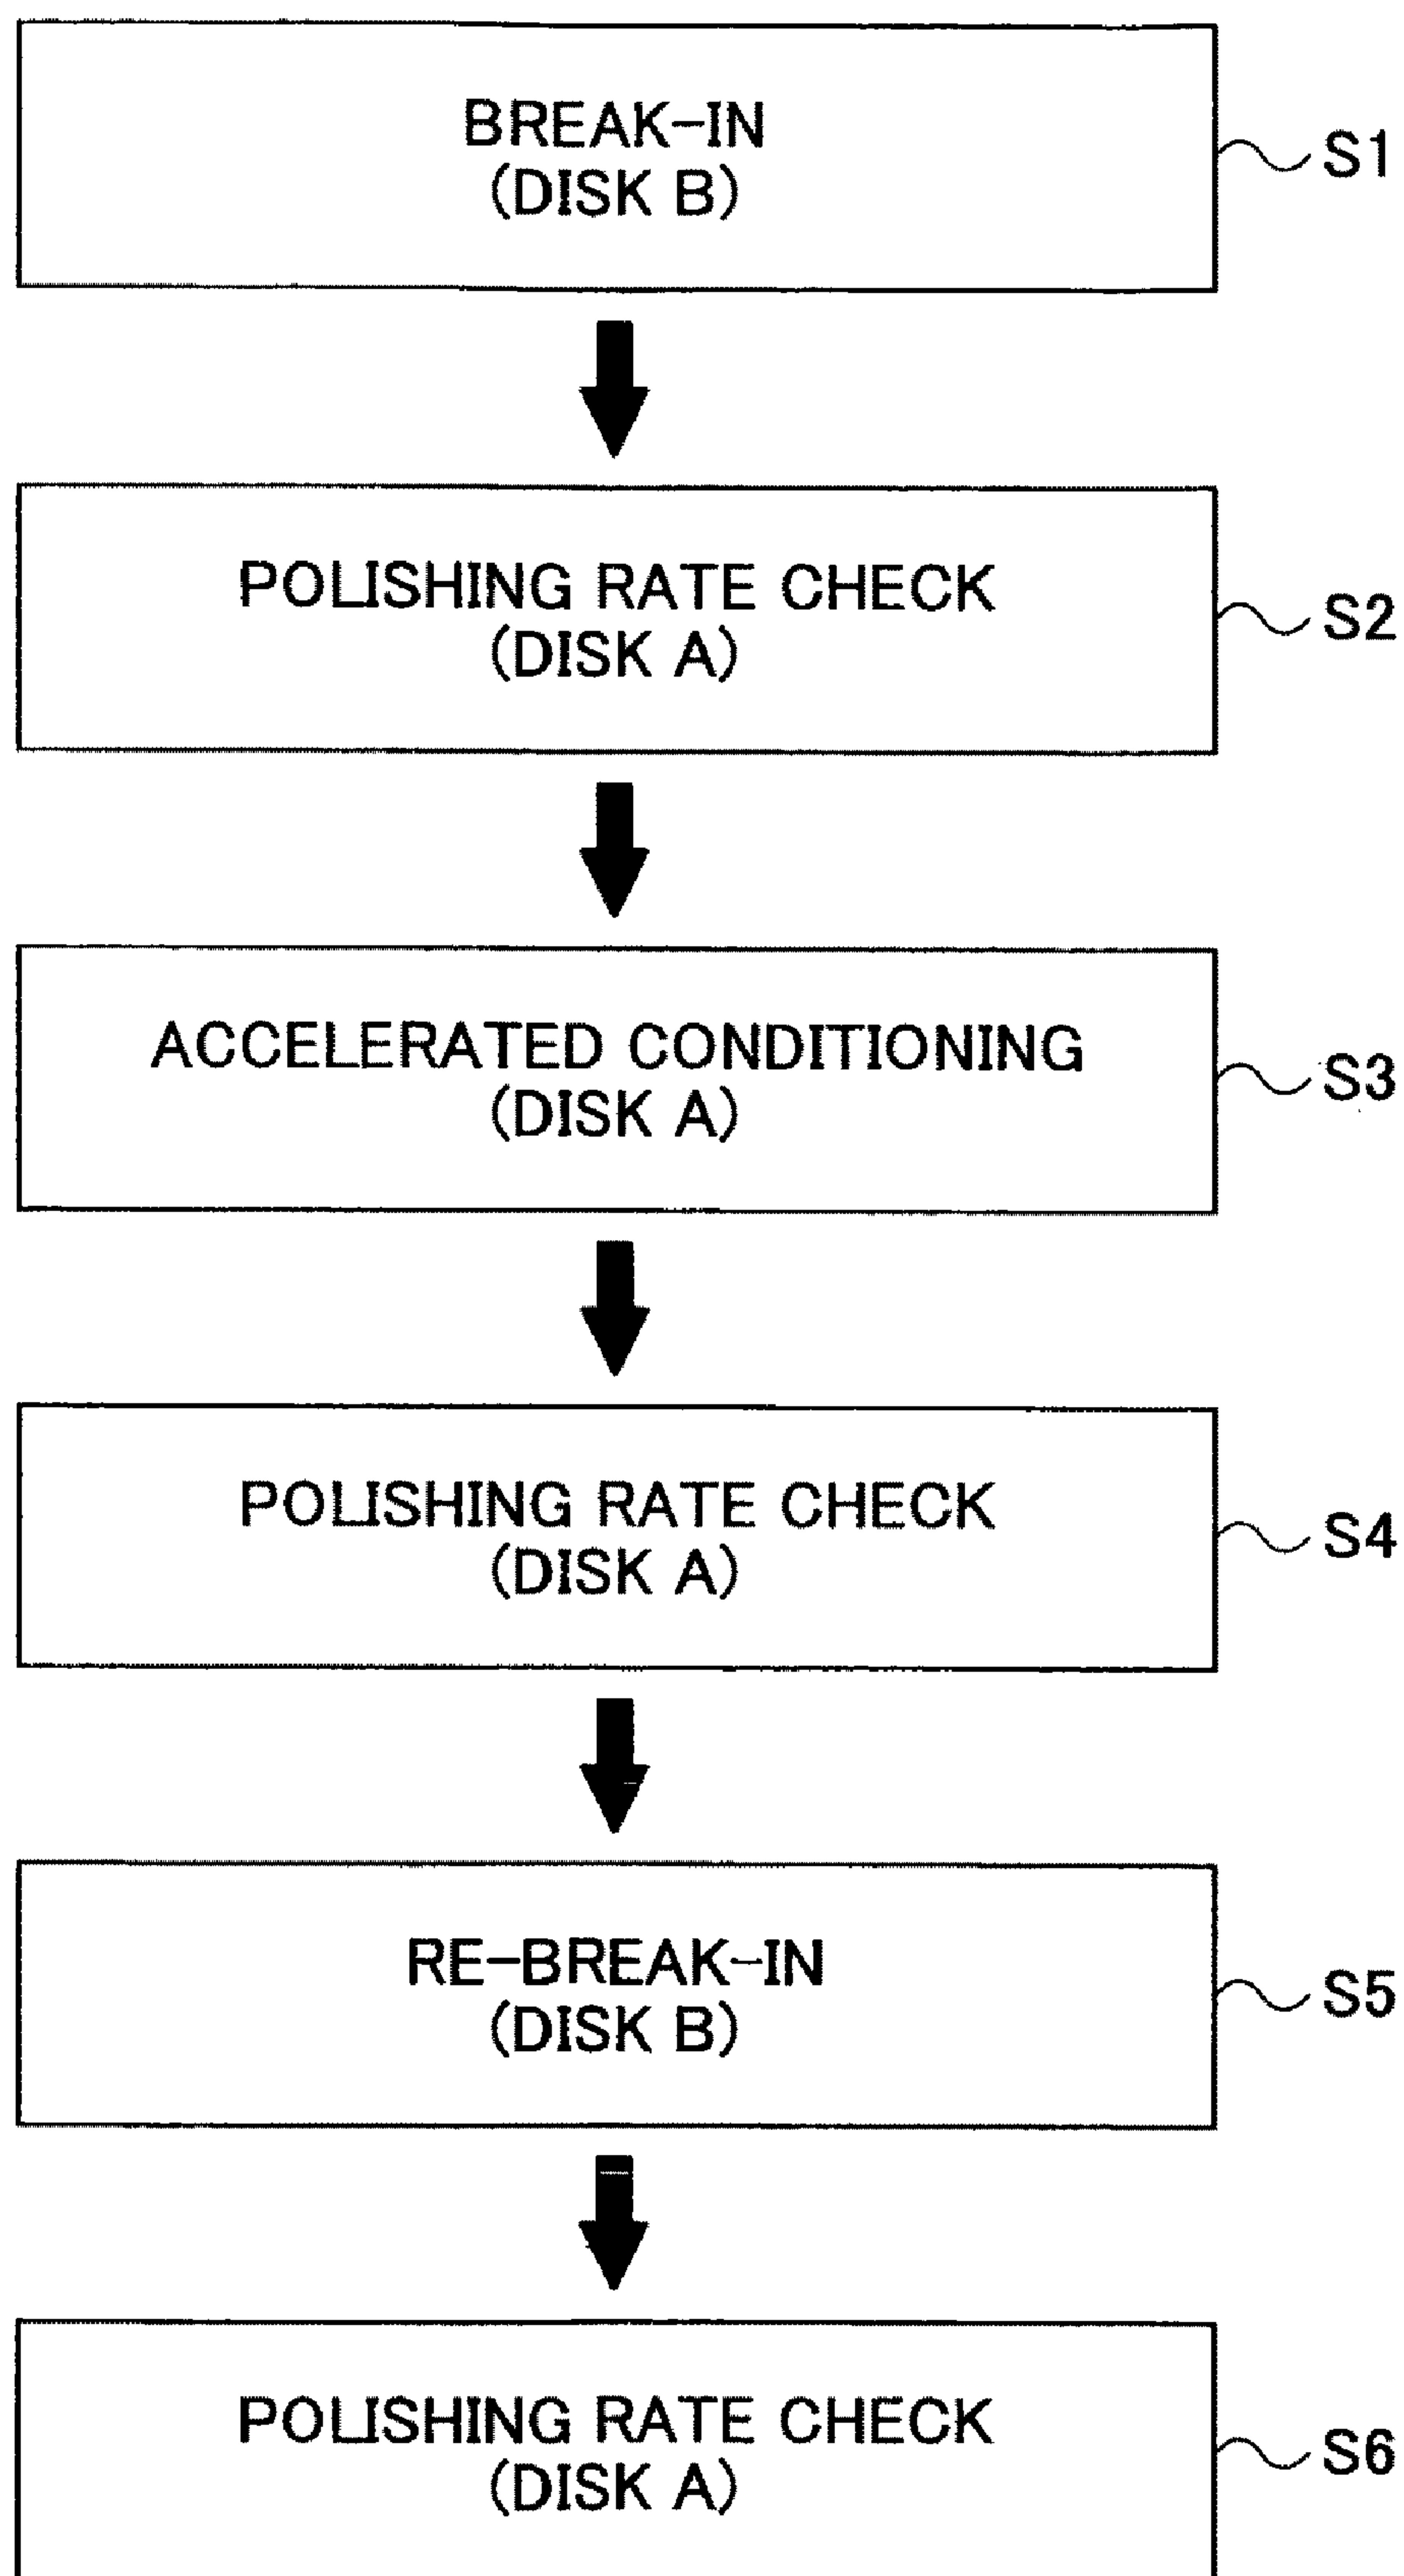 BREAK-IN
(DISK B)
S1
POLISHING RATE CHECK
(DISK A)
S2
ACCELERATED CONDITIONING
(DISK A)
S3
POLISHING RATE CHECK
(DISK A)
S4
RE-BREAK-IN
(DISK B)
S5
POLISHING RATE CHECK
(DISK A)
S6